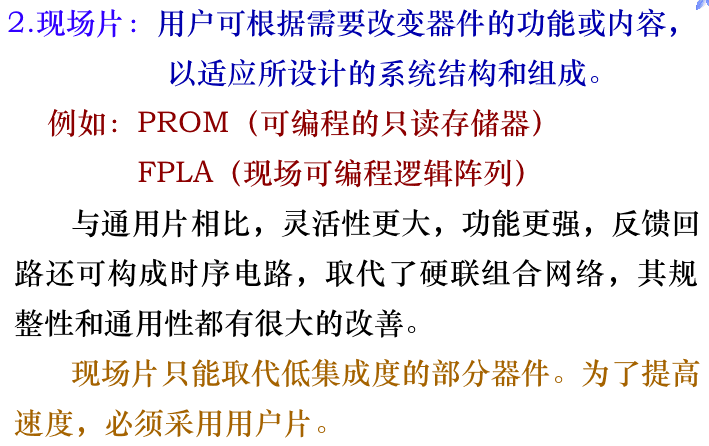 2.现场片：用户可根据需要改变器件的功能或内容，
以适应所设计的系统结构和组成。
例如：PROM（可编程的只读存储器）
FPLA（现场可编程逻辑阵列）
与通用片相比，灵活性更大，功能更强，反馈回
路还可构成时序电路，取代了硬联组合网络，其规
整性和通用性都有很大的改善。
现场片只能取代低集成度的部分器件。为了提高
速度，必须采用用户片。